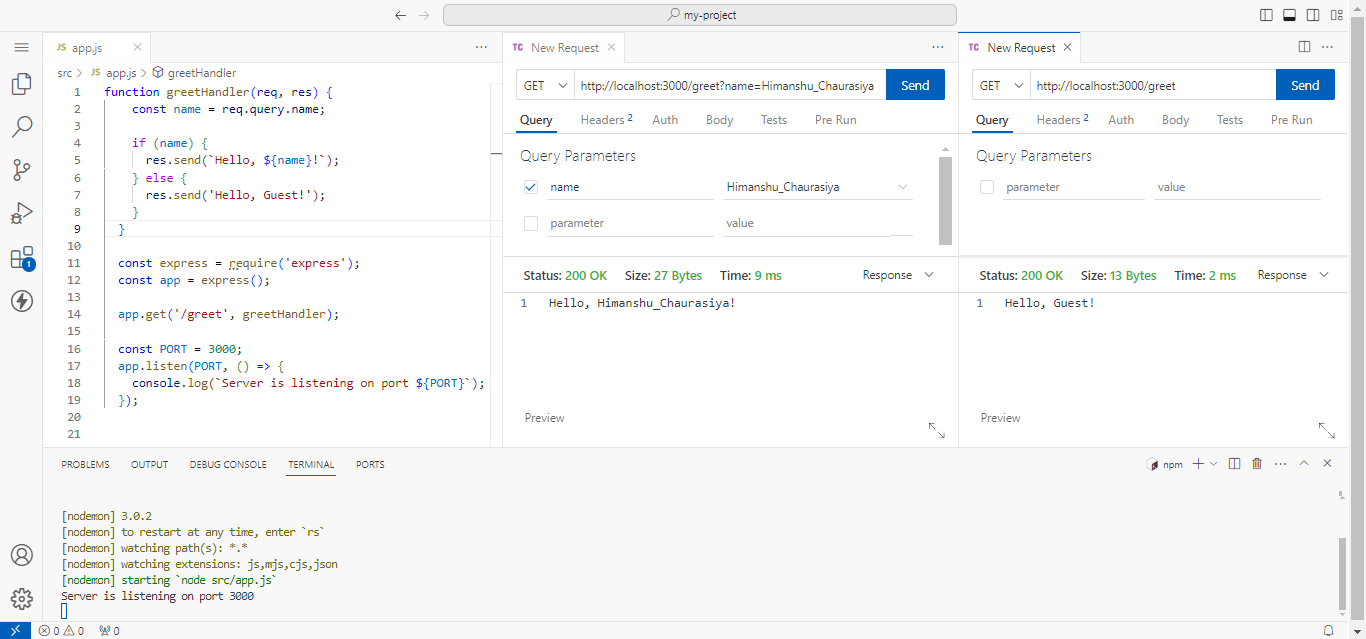 my-project
JS app.js
src > JS app.js > greetHandler
1 function greetHandler(req, res) {
2 const name = req.query.name;
3
4 if (name) {
5 res.send(`Hello, ${name}!`);
6 } else {
7 res.send('Hello, Guest!');
8 }
9 }
10
11 const express = require('express');
12 const app = express();
13
14 app.get('/greet', greetHandler);
15
16 const PORT = 3000;
17 app.listen(PORT, () => {
18 console.log(`Server is listening on port ${PORT}`);
19 });
20
21
TC New Request
GET http://localhost:3000/greet?name=Himanshu_Chaurasiya Send
Query Headers 2 Auth Body Tests Pre Run
Query Parameters
name Himanshu_Chaurasiya
parameter value
Status: 200 OK Size: 27 Bytes Time: 9 ms Response
1 Hello, Himanshu_Chaurasiya!
Preview
TC New Request
GET http://localhost:3000/greet Send
Query Headers 2 Auth Body Tests Pre Run
Query Parameters
parameter value
Status: 200 OK Size: 13 Bytes Time: 2 ms Response
1 Hello, Guest!
Preview
1
PROBLEMS OUTPUT DEBUG CONSOLE TERMINAL PORTS npm
[nodemon] 3.0.2
[nodemon] to restart at any time, enter `rs`
[nodemon] watching path(s): *.*
[nodemon] watching extensions: js,mjs,cjs,json
[nodemon] starting `node src/app.js`
Server is listening on port 3000
0 0 0